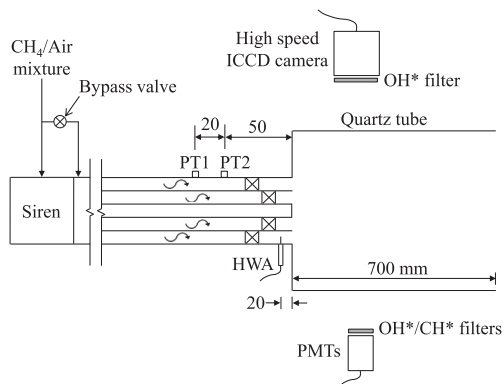 CH₄/Air
mixture
Bypass valve
High speed
ICCD camera
OH* filter
20
50
Quartz tube
PT1
PT2
Siren
HWA
700 mm
20
OH*/CH* filters
PMTs